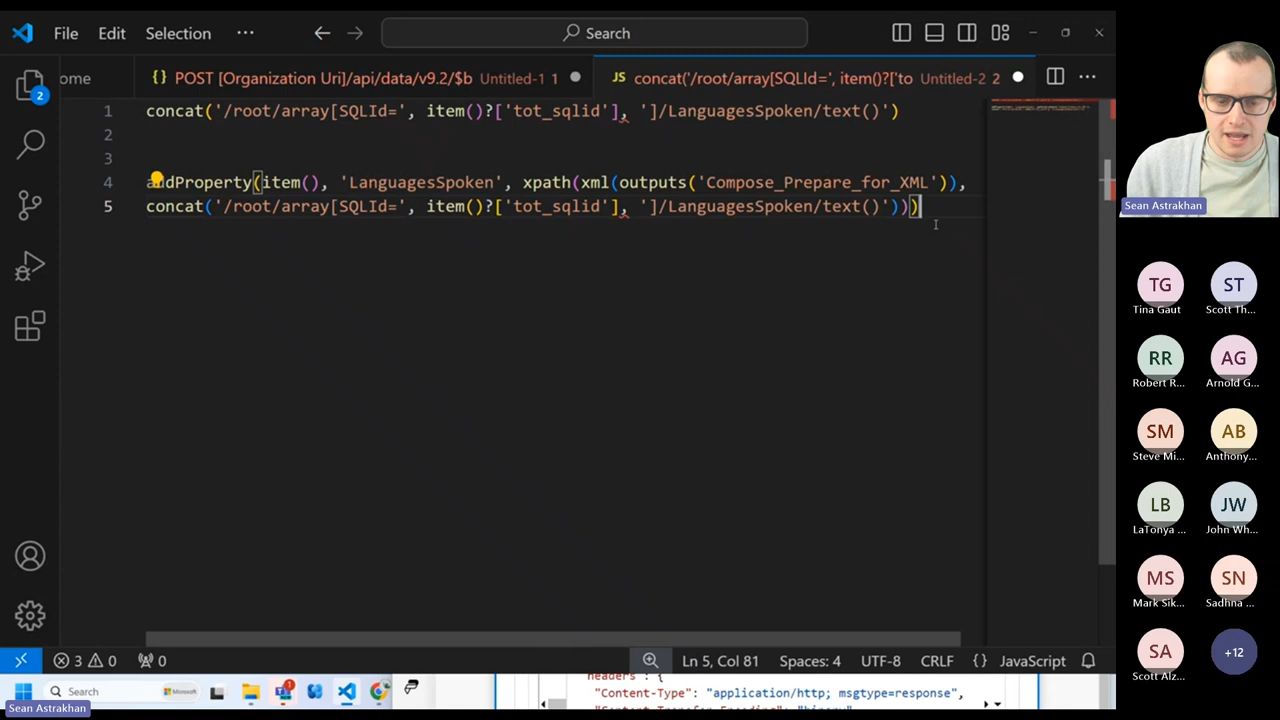 File Edit Selection ··· Search
ome
POST [Organization Uri]/api/data/v9.2/$b Untitled-1 1
JS concat('/root/array[SQLId=', item()?['to Untitled-2 2
2
1 concat('/root/array[SQLId=', item()?['tot_sqlid'], ']/LanguagesSpoken/text()')
2
3
4 addProperty(item(), 'LanguagesSpoken', xpath(xml(outputs('Compose_Prepare_for_XML')),
5 concat('/root/array[SQLId=', item()?['tot_sqlid'], ']/LanguagesSpoken/text()')))
3 0 0 Ln 5, Col 81 Spaces: 4 UTF-8 CRLF {} JavaScript
Search Microsoft
headers : {
"Content-Type": "application/http; msgtype=response",
Sean Astrakhan
Sean Astrakhan
TG ST
Tina Gaut Scott Th...
RR AG
Robert R... Arnold G...
SM AB
Steve Mi... Anthony...
LB JW
LaTonya John Wh...
MS SN
Mark Sik... Sadhna ...
SA +12
Scott Alz...